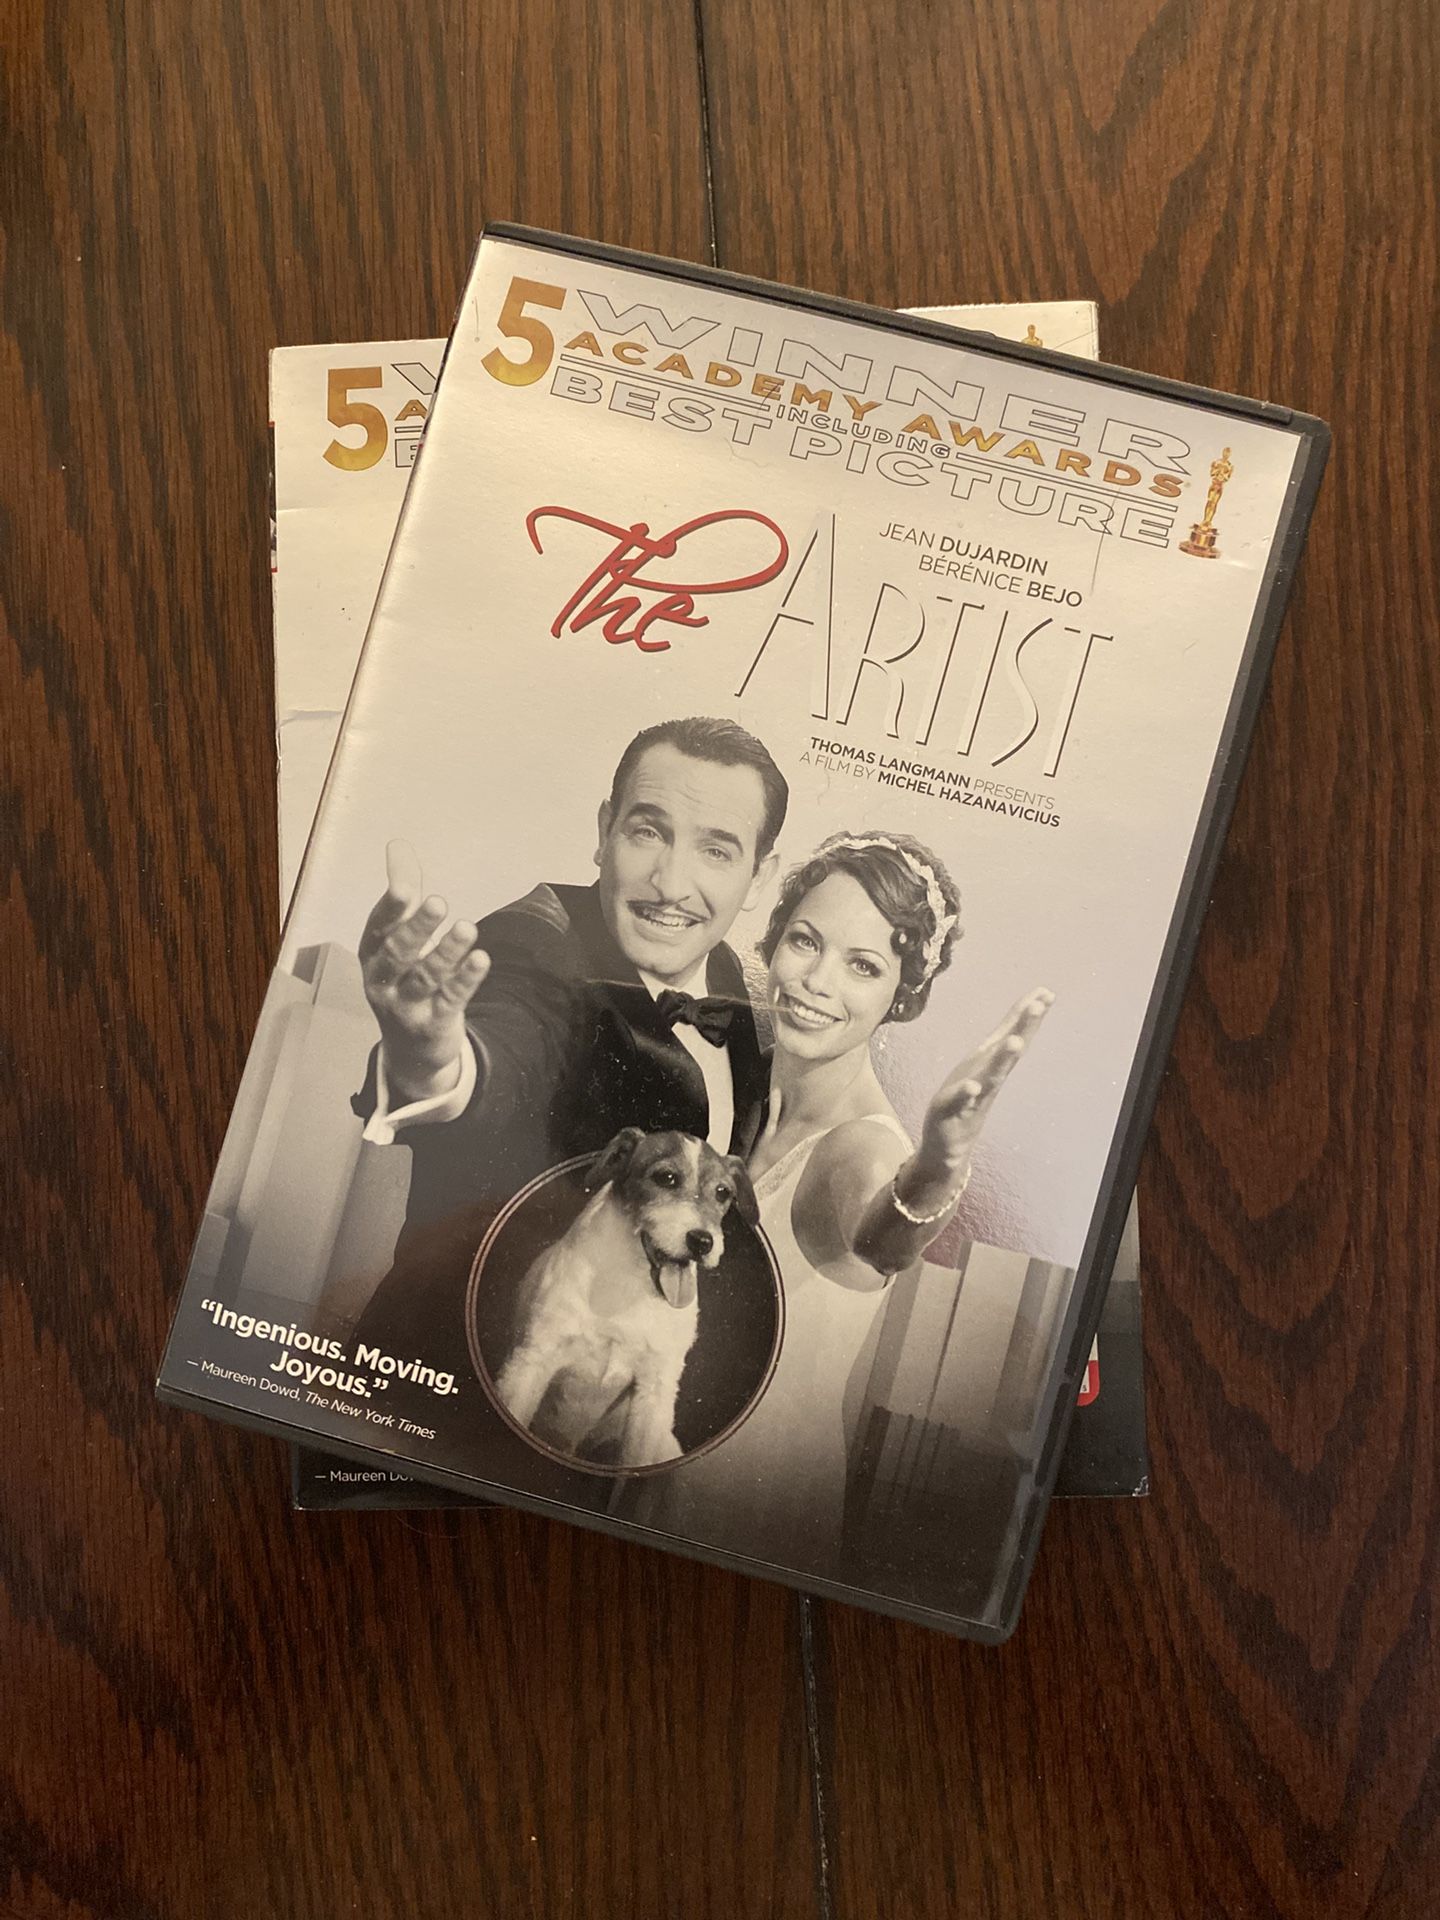 5 WINNER
ACADEMY AWARDS
INCLUDING
BEST PICTURE
JEAN DUJARDIN
BÉRÉNICE BEJO
The ARTIST
THOMAS LANGMANN PRESENTS
A FILM BY MICHEL HAZANAVICIUS
“Ingenious. Moving.
Joyous.”
— Maureen Dowd, The New York Times
5
— Maureen